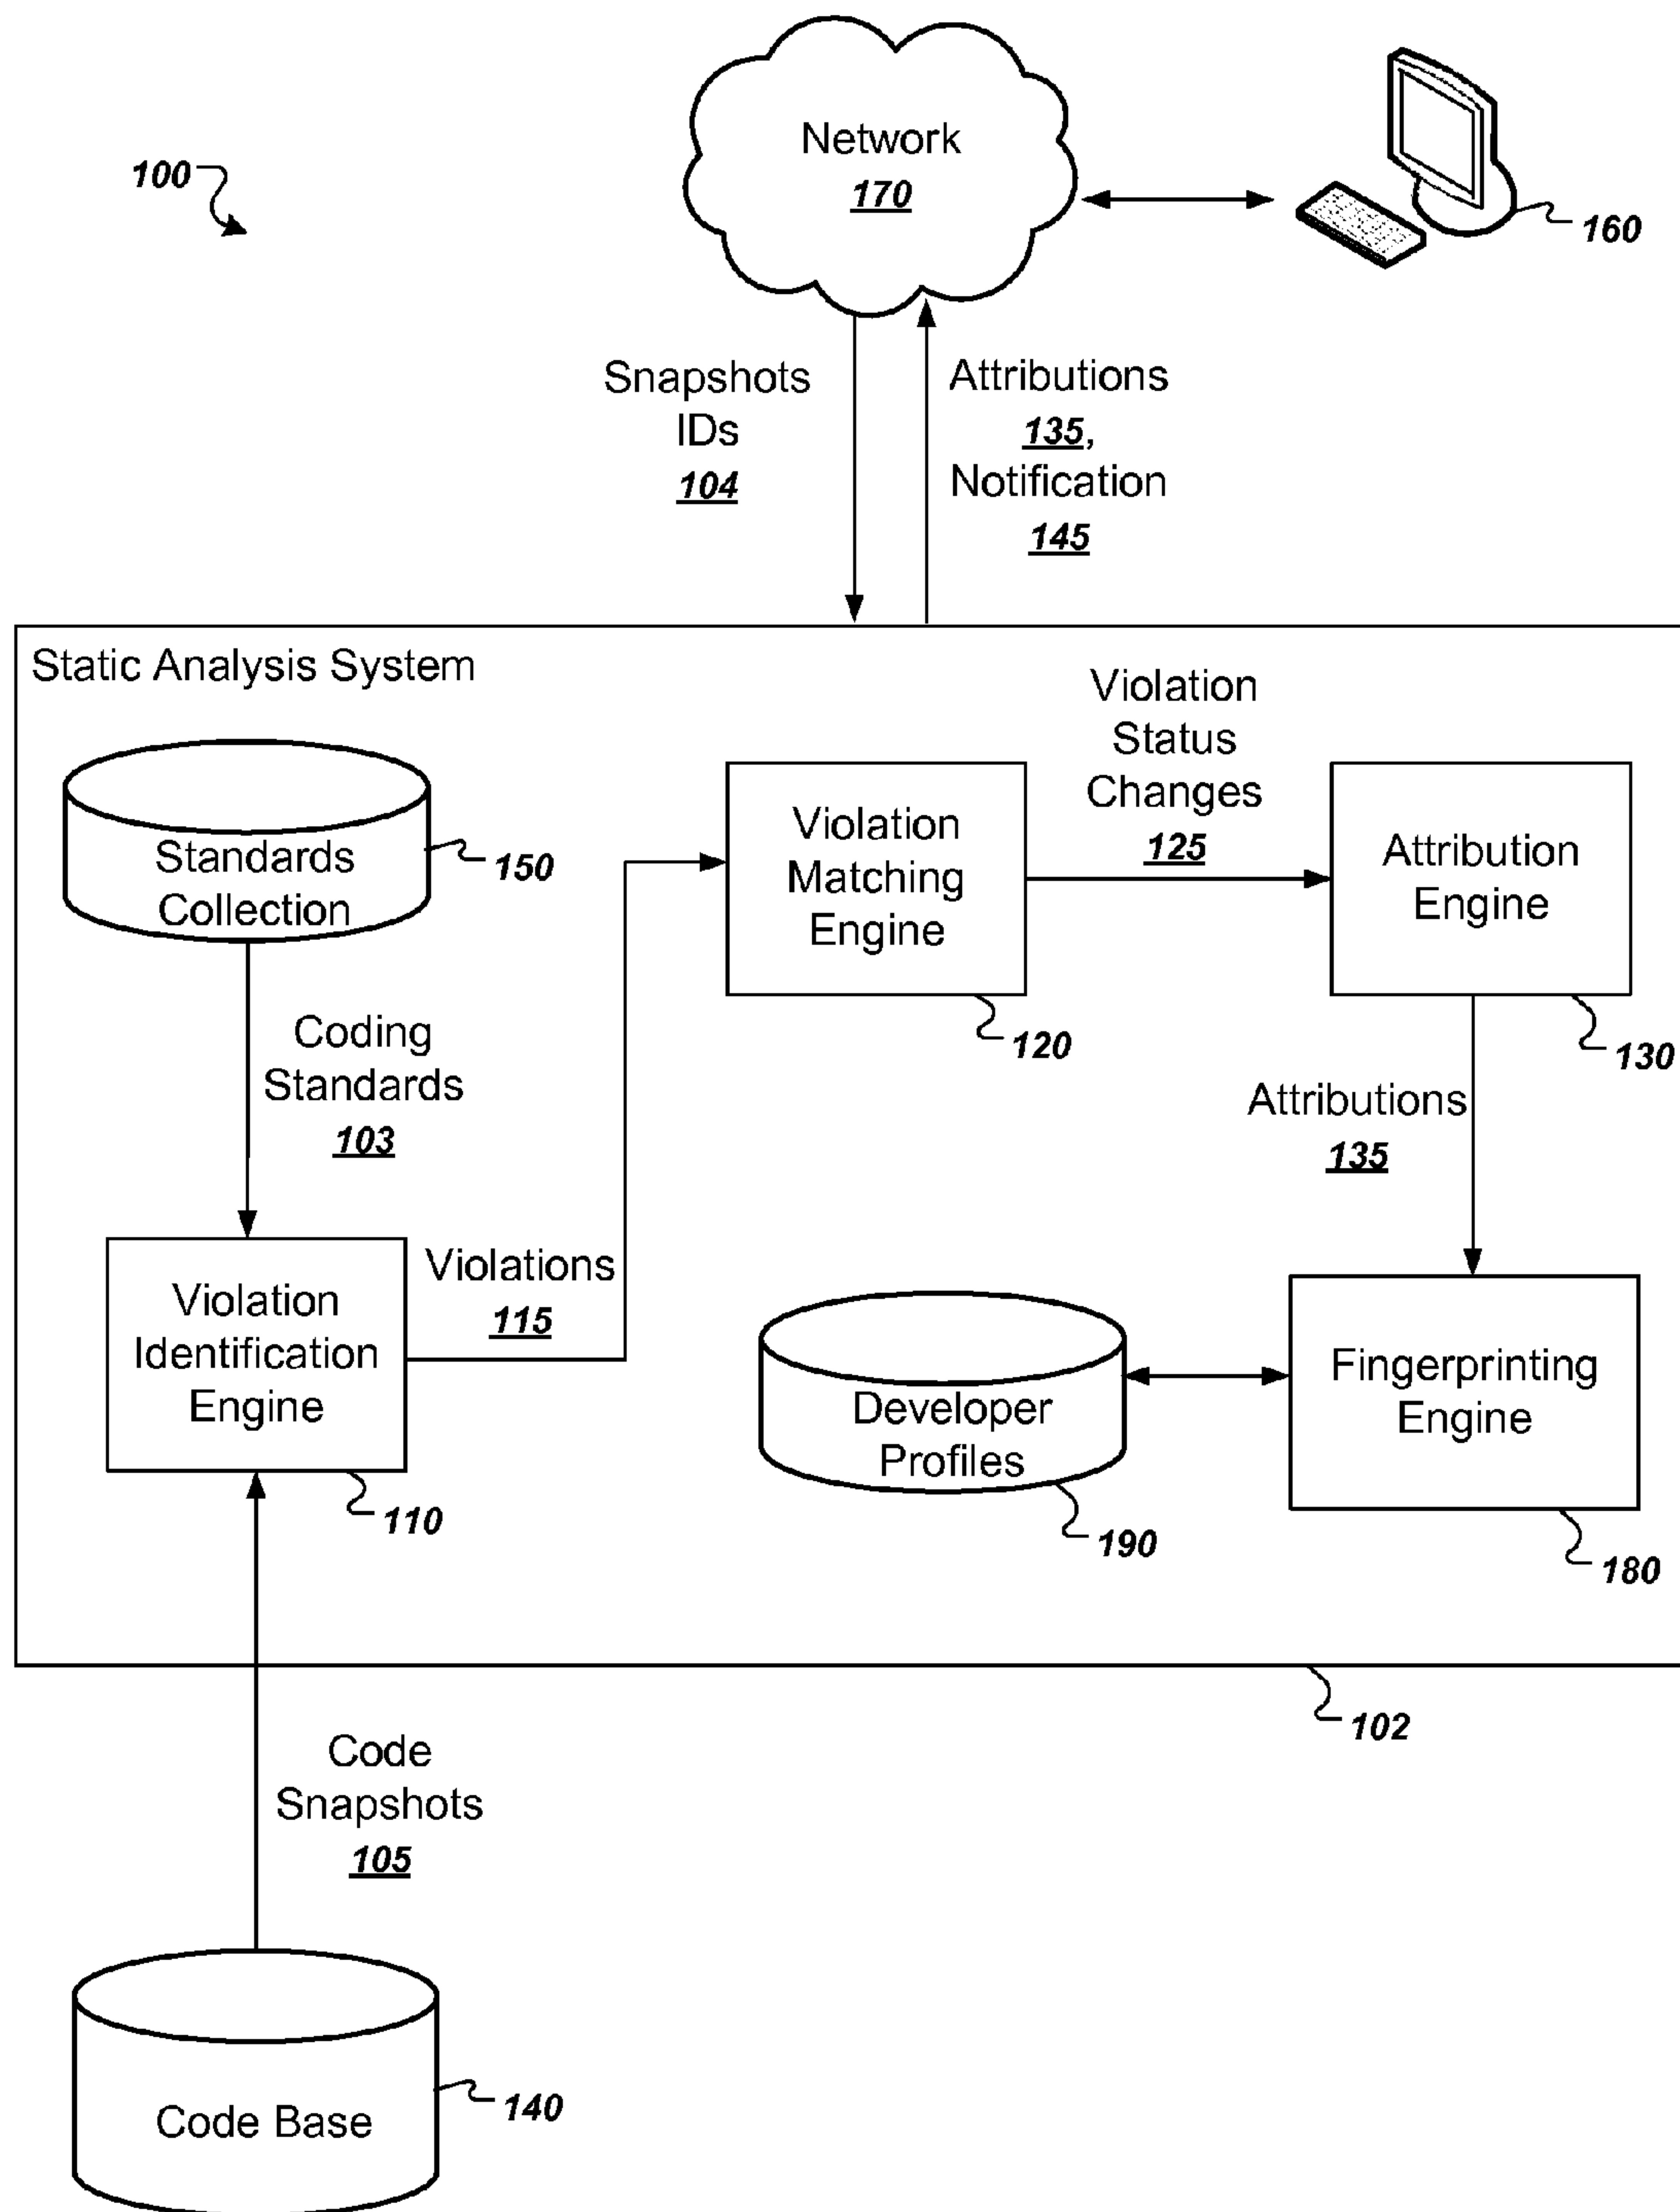 Network
170
100
160
Snapshots
IDs
104
Attributions
135,
Notification
145
Static Analysis System
Standards
Collection
150
Violation
Matching
Engine
120
Violation
Status
Changes
125
Attribution
Engine
130
Coding
Standards
103
Attributions
135
Violation
Identification
Engine
110
Violations
115
Developer
Profiles
190
Fingerprinting
Engine
180
102
Code
Snapshots
105
Code Base
140